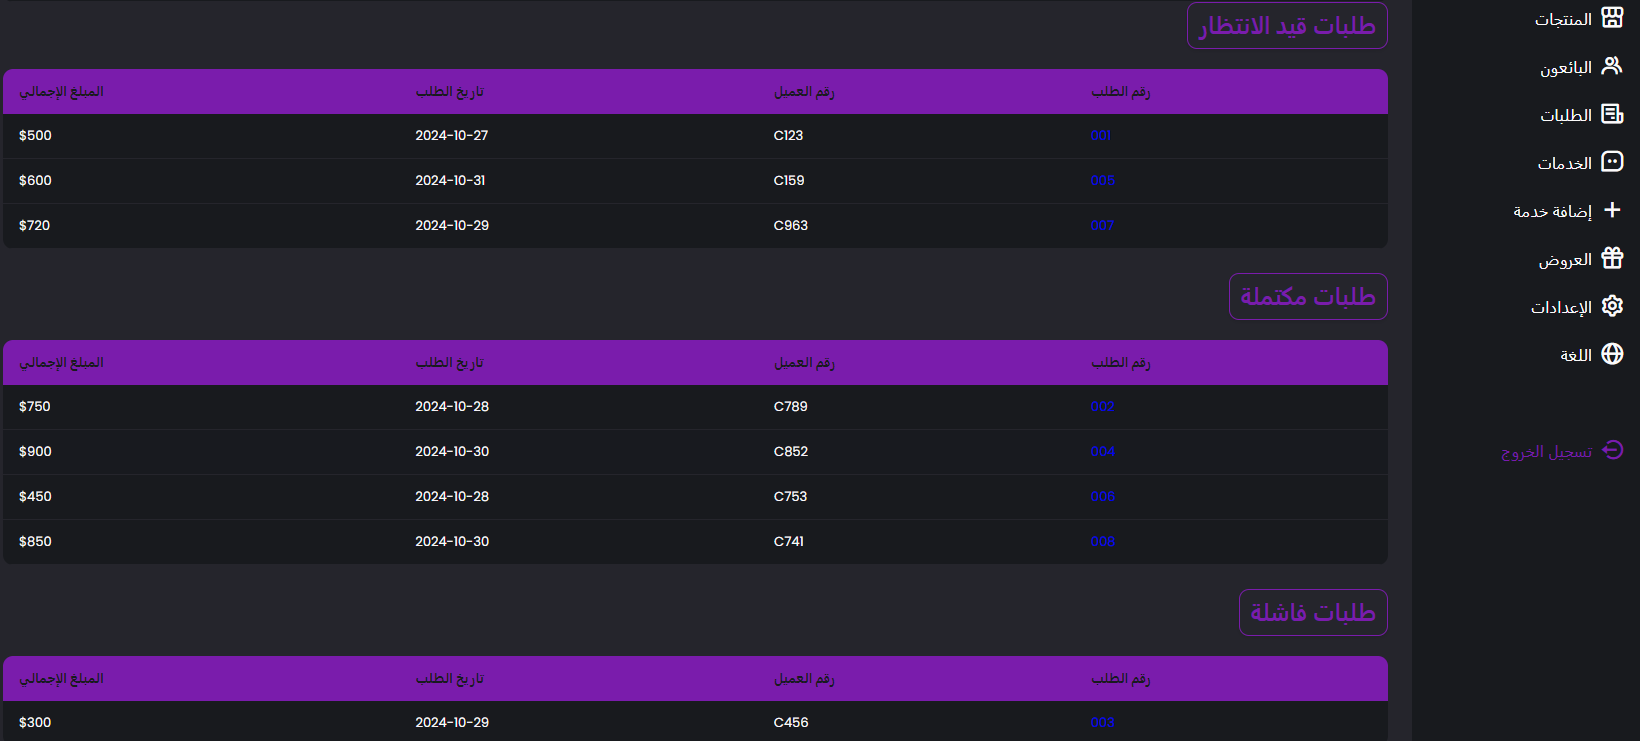 المنتجات
البائعون
الطلبات
الخدمات
إضافة خدمة
العروض
الإعدادات
اللغة
تسجيل الخروج
طلبات قيد الانتظار
رقم الطلب رقم العميل تاريخ الطلب المبلغ الإجمالي
001 C123 2024-10-27 $500
005 C159 2024-10-31 $600
007 C963 2024-10-29 $720
طلبات مكتملة
رقم الطلب رقم العميل تاريخ الطلب المبلغ الإجمالي
002 C789 2024-10-28 $750
004 C852 2024-10-30 $900
006 C753 2024-10-28 $450
008 C741 2024-10-30 $850
طلبات فاشلة
رقم الطلب رقم العميل تاريخ الطلب المبلغ الإجمالي
003 C456 2024-10-29 $300